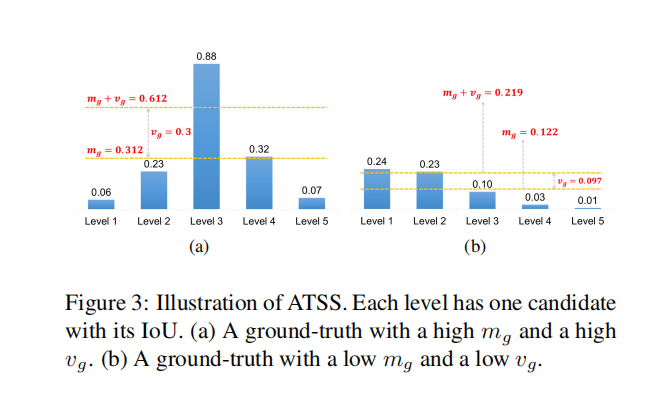 0.88
m_g + v_g = 0.612
v_g = 0.3
m_g = 0.312
0.32
0.23
0.06
0.07
Level 1 Level 2 Level 3 Level 4 Level 5
(a)
m_g + v_g = 0.219
m_g = 0.122
0.24
0.23
v_g = 0.097
0.10
0.03
0.01
Level 1 Level 2 Level 3 Level 4 Level 5
(b)
Figure 3: Illustration of ATSS. Each level has one candidate
with its IoU. (a) A ground-truth with a high m_g and a high
v_g. (b) A ground-truth with a low m_g and a low v_g.